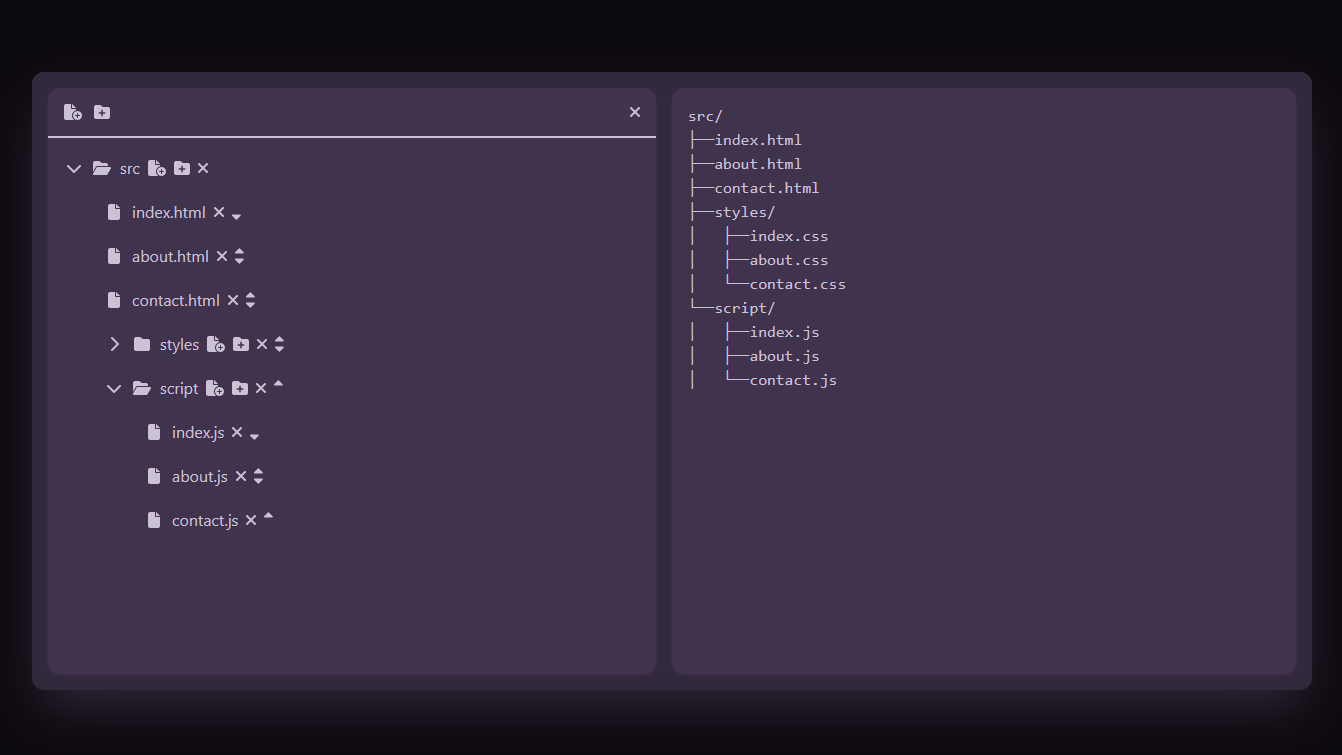 src
index.html
about.html
contact.html
styles
script
index.js
about.js
contact.js
src/
├──index.html
├──about.html
├──contact.html
├──styles/
│   ├──index.css
│   ├──about.css
│   └──contact.css
└──script/
│   ├──index.js
│   ├──about.js
│   └──contact.js